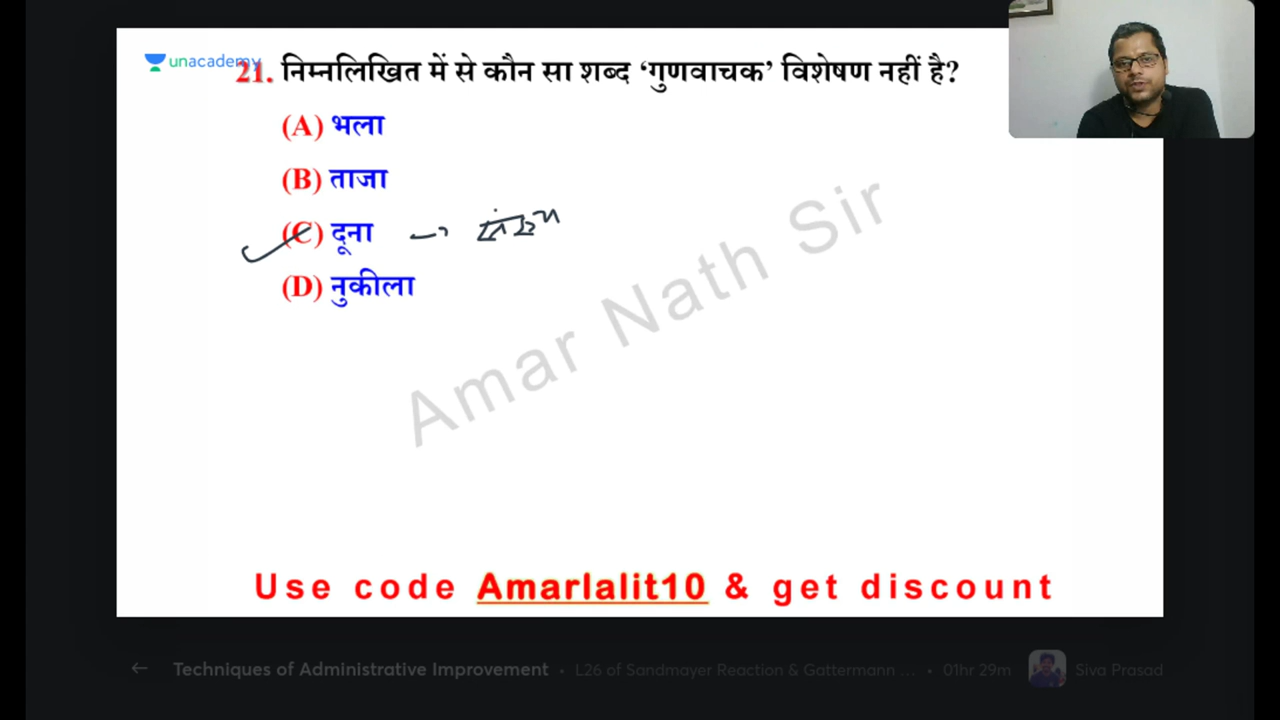 unacademy
21. निम्नलिखित में से कौन सा शब्द ‘गुणवाचक’ विशेषण नहीं है?
(A) भला
(B) ताजा
(C) दूना
(D) नुकीला
Amar Nath Sir
Use code Amarlalit10 & get discount
Techniques of Administrative Improvement • L26 of Sandmayer Reaction & Gattermann ... • 01hr 29m Siva Prasad